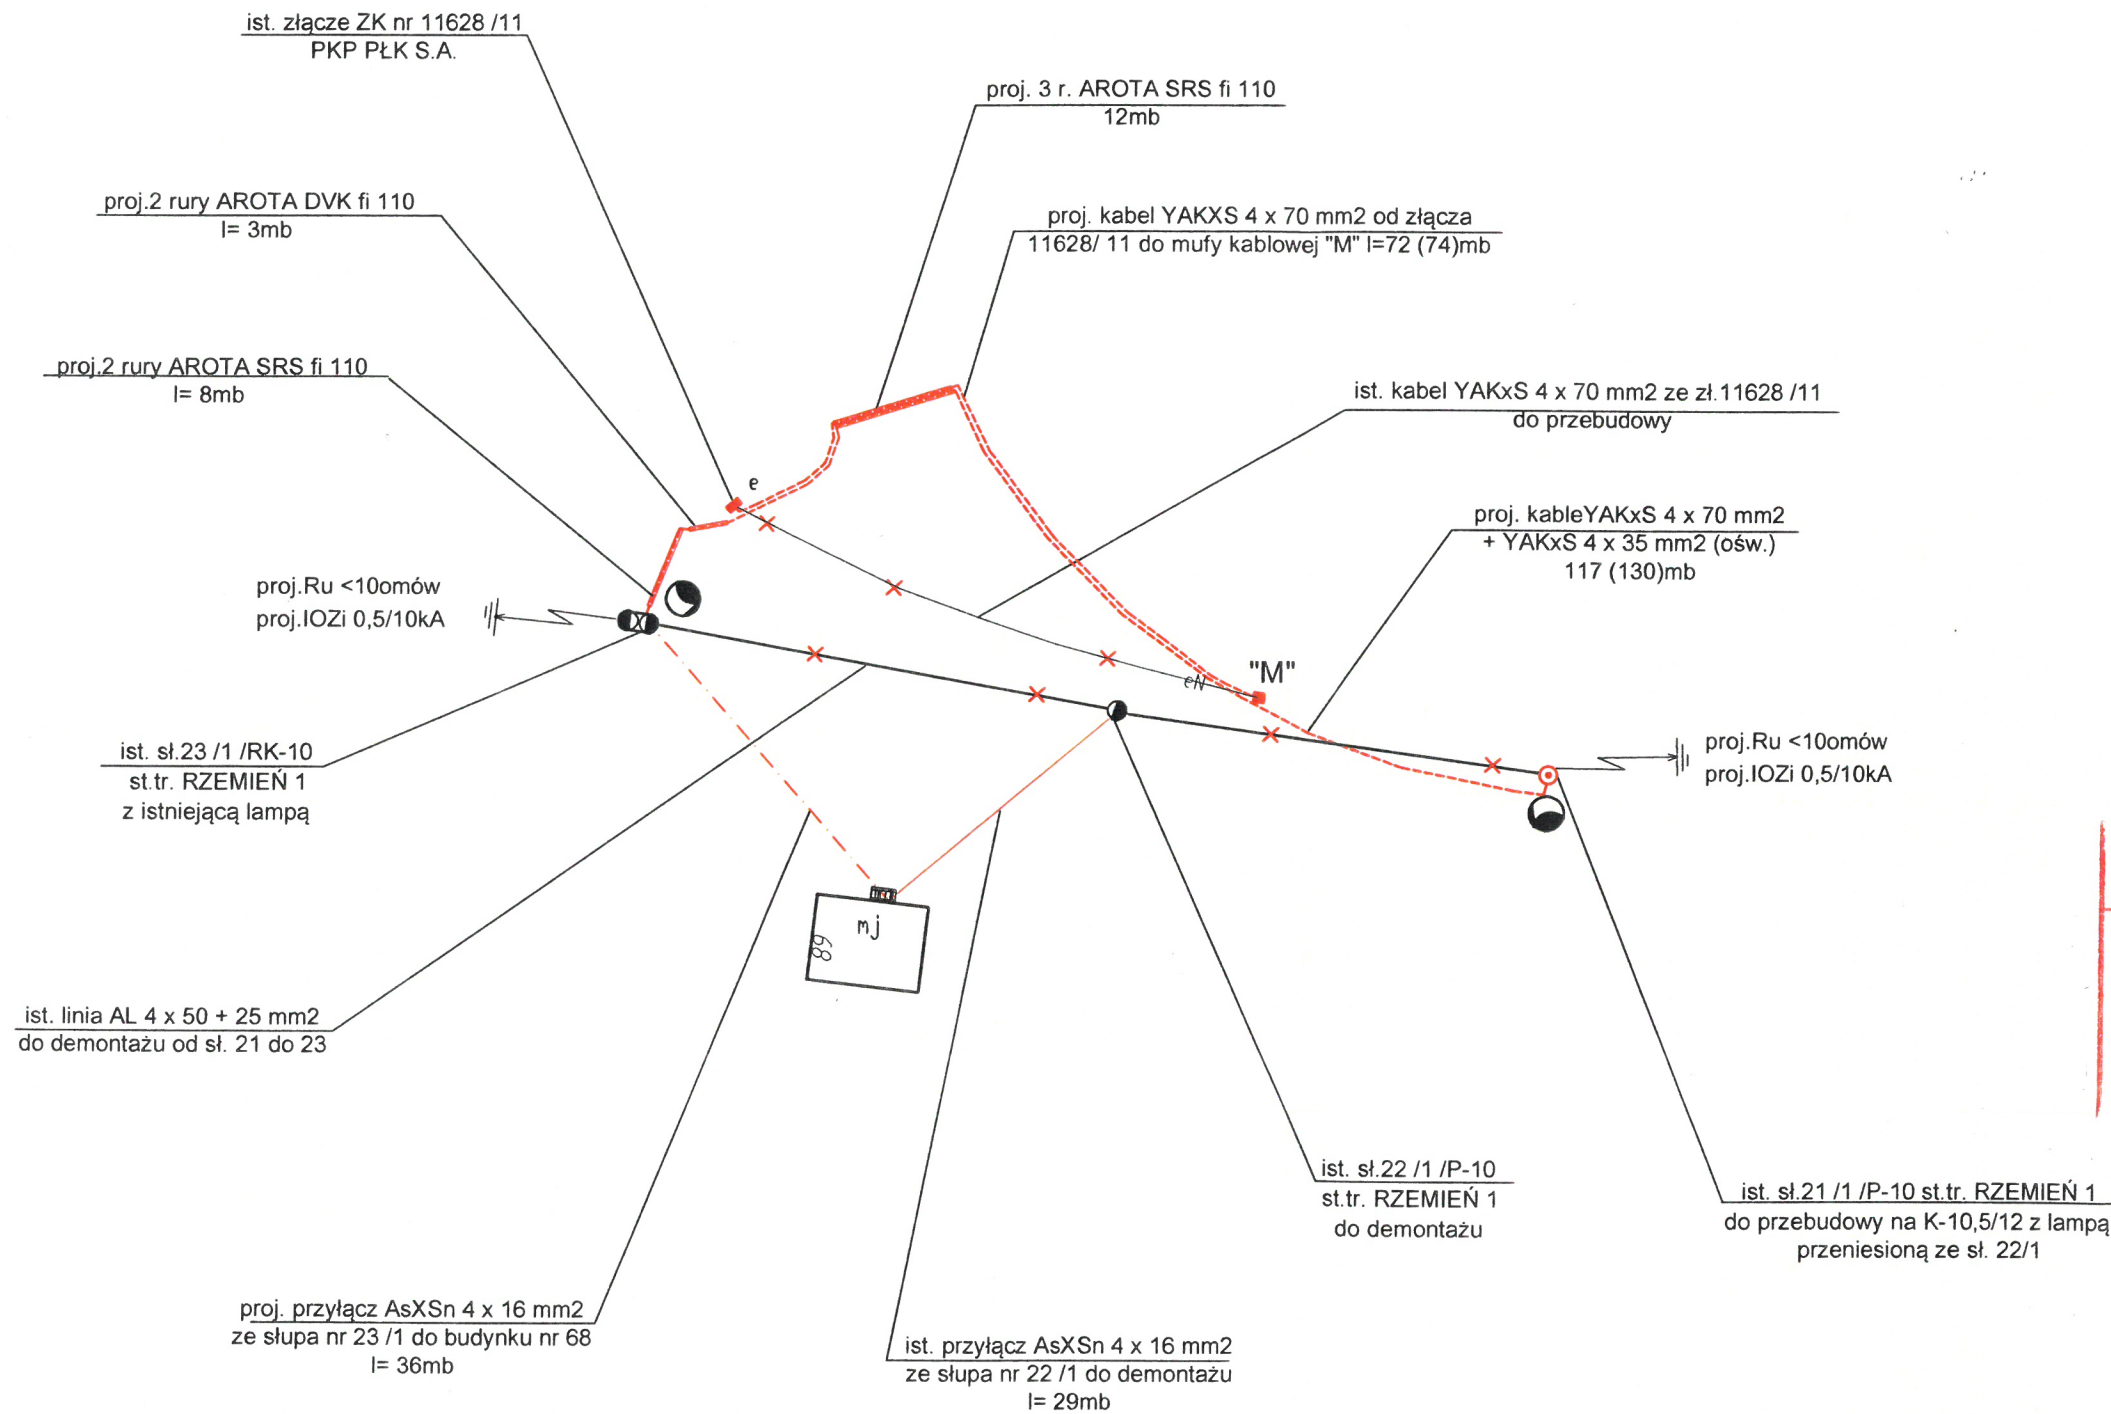 ist. złącze ZK nr 11628 /11
PKP PŁK S.A.
proj. 3 r. AROTA SRS fi 110
12mb
proj.2 rury AROTA DVK fi 110
l= 3mb
proj. kabel YAKXS 4 x 70 mm2 od złącza
11628/ 11 do mufy kablowej "M" l=72 (74)mb
proj.2 rury AROTA SRS fi 110
l= 8mb
ist. kabel YAKxS 4 x 70 mm2 ze zł.11628 /11
do przebudowy
e
proj. kableYAKxS 4 x 70 mm2
+ YAKxS 4 x 35 mm2 (ośw.)
117 (130)mb
proj.Ru <10omów
proj.IOZi 0,5/10kA
"M"
eN
proj.Ru <10omów
proj.IOZi 0,5/10kA
ist. sł.23 /1 /RK-10
st.tr. RZEMIEŃ 1
z istniejącą lampą
mj
68
ist. linia AL 4 x 50 + 25 mm2
do demontażu od sł. 21 do 23
ist. sł.22 /1 /P-10
st.tr. RZEMIEŃ 1
do demontażu
ist. sł.21 /1 /P-10 st.tr. RZEMIEŃ 1
do przebudowy na K-10,5/12 z lampą
przeniesioną ze sł. 22/1
proj. przyłącz AsXSn 4 x 16 mm2
ze słupa nr 23 /1 do budynku nr 68
l= 36mb
ist. przyłącz AsXSn 4 x 16 mm2
ze słupa nr 22 /1 do demontażu
l= 29mb